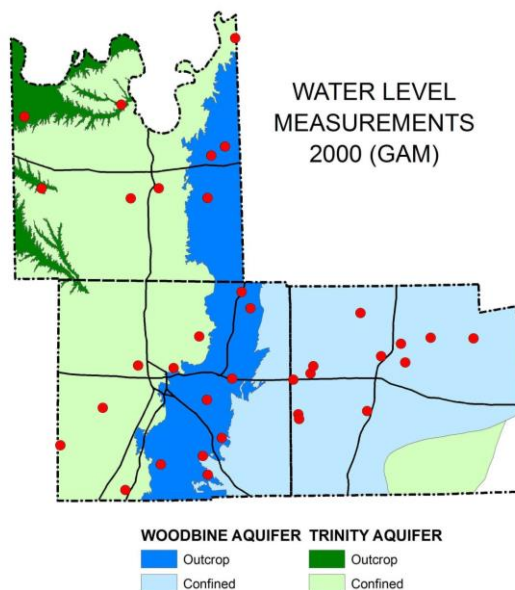 WATER LEVEL
MEASUREMENTS
2000 (GAM)
WOODBINE AQUIFER TRINITY AQUIFER
Outcrop Outcrop
Confined Confined